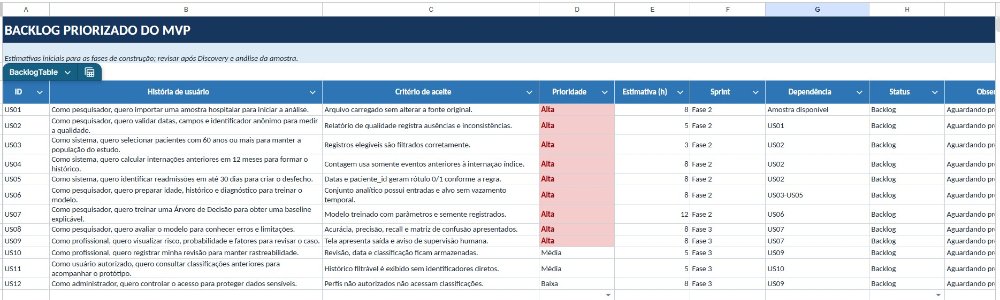 A B C D E F G H
BACKLOG PRIORIZADO DO MVP
Estimativas iniciais para as fases de construção; revisar após Discovery e análise da amostra.
BacklogTable
ID História de usuário Critério de aceite Prioridade Estimativa (h) Sprint Dependência Status Obser
US01 Como pesquisador, quero importar uma amostra hospitalar para iniciar a análise. Arquivo carregado sem alterar a fonte original. Alta 8 Fase 2 Amostra disponível Backlog Aguardando pr
US02 Como pesquisador, quero validar datas, campos e identificador anônimo para medir
a qualidade. Relatório de qualidade registra ausências e inconsistências. Alta 5 Fase 2 US01 Backlog Aguardando pr
US03 Como sistema, quero selecionar pacientes com 60 anos ou mais para manter a
população do estudo. Registros elegíveis são filtrados corretamente. Alta 3 Fase 2 US02 Backlog Aguardando pr
US04 Como sistema, quero calcular internações anteriores em 12 meses para formar o
histórico. Contagem usa somente eventos anteriores à internação índice. Alta 8 Fase 2 US02 Backlog Aguardando pr
US05 Como sistema, quero identificar readmissões em até 30 dias para criar o desfecho. Datas e paciente_id geram rótulo 0/1 conforme a regra. Alta 8 Fase 2 US02 Backlog Aguardando pr
US06 Como pesquisador, quero preparar idade, histórico e diagnóstico para treinar o
modelo. Conjunto analítico possui entradas e alvo sem vazamento
temporal. Alta 8 Fase 2 US03-US05 Backlog Aguardando pr
US07 Como pesquisador, quero treinar uma Árvore de Decisão para obter uma baseline
explicável. Modelo treinado com parâmetros e semente registrados. Alta 12 Fase 2 US06 Backlog Aguardando pr
US08 Como pesquisador, quero avaliar o modelo para conhecer erros e limitações. Acurácia, precisão, recall e matriz de confusão apresentados. Alta 8 Fase 3 US07 Backlog Aguardando pr
US09 Como profissional, quero visualizar risco, probabilidade e fatores para revisar o caso. Tela apresenta saída e aviso de supervisão humana. Alta 8 Fase 3 US07 Backlog Aguardando pr
US10 Como profissional, quero registrar minha revisão para manter rastreabilidade. Revisão, data e classificação ficam armazenadas. Média 5 Fase 3 US09 Backlog Aguardando pr
US11 Como usuário autorizado, quero consultar classificações anteriores para
acompanhar o protótipo. Histórico filtrável é exibido sem identificadores diretos. Média 5 Fase 3 US10 Backlog Aguardando pr
US12 Como administrador, quero controlar o acesso para proteger dados sensíveis. Perfis não autorizados não acessam classificações. Baixa 8 Fase 3 US09 Backlog Aguardando pr